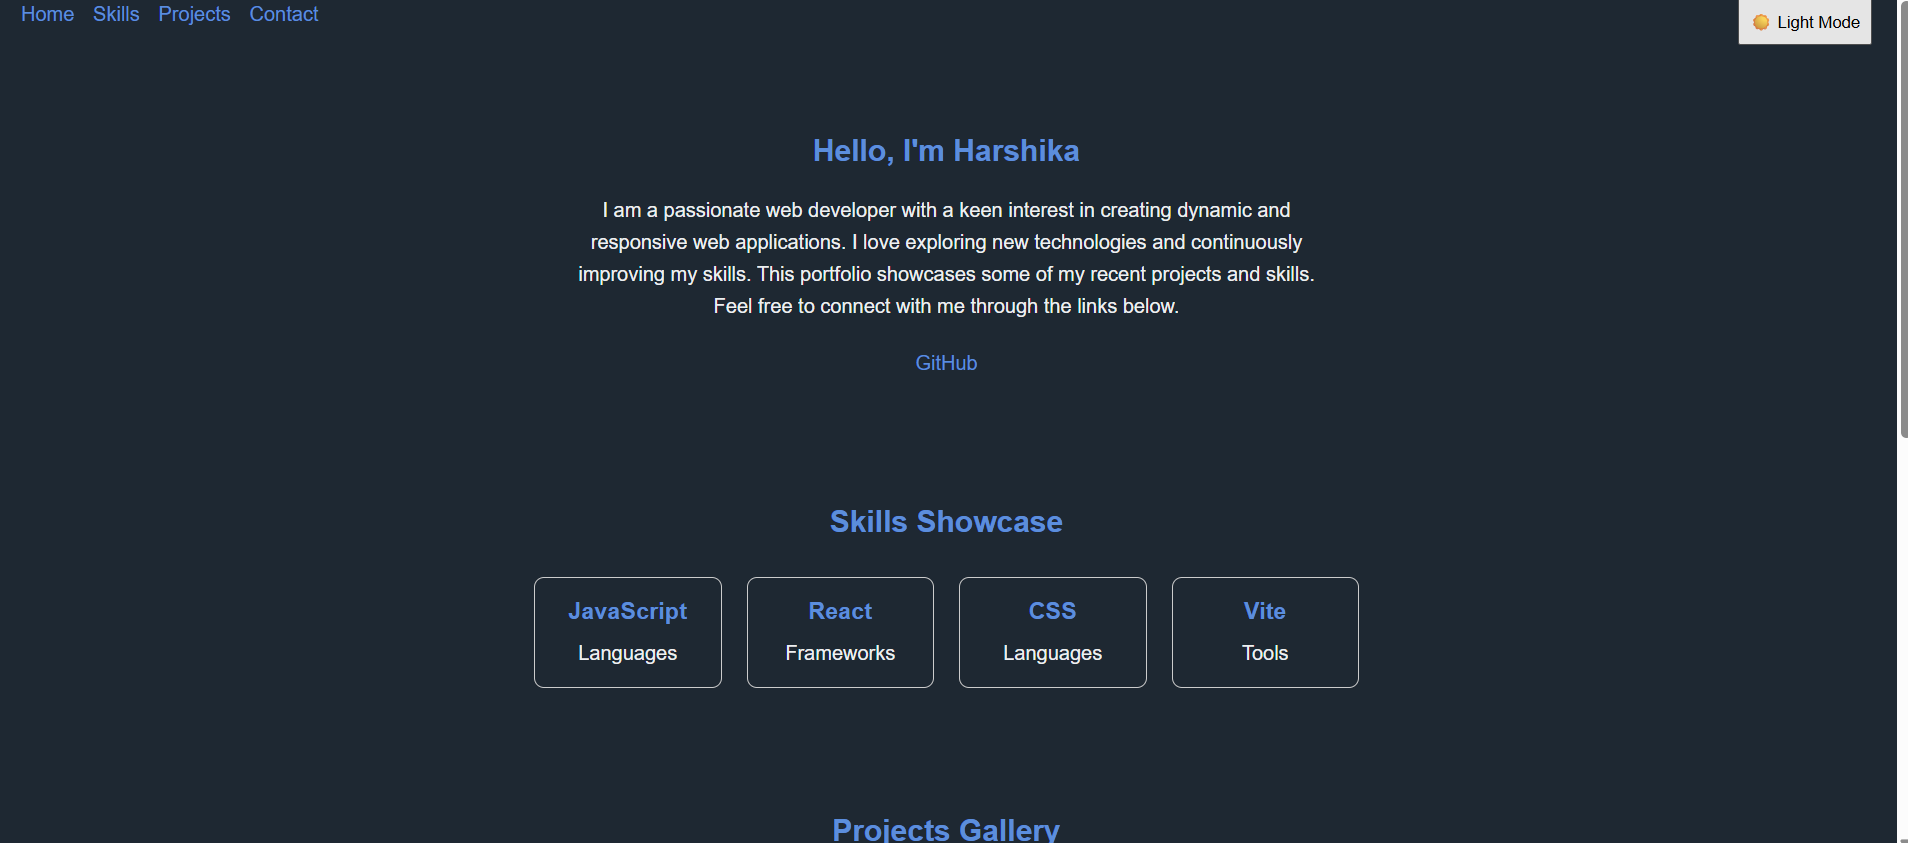 Home Skills Projects Contact
Light Mode
Hello, I'm Harshika
I am a passionate web developer with a keen interest in creating dynamic and
responsive web applications. I love exploring new technologies and continuously
improving my skills. This portfolio showcases some of my recent projects and skills.
Feel free to connect with me through the links below.
GitHub
Skills Showcase
JavaScript
Languages
React
Frameworks
CSS
Languages
Vite
Tools
Projects Gallery